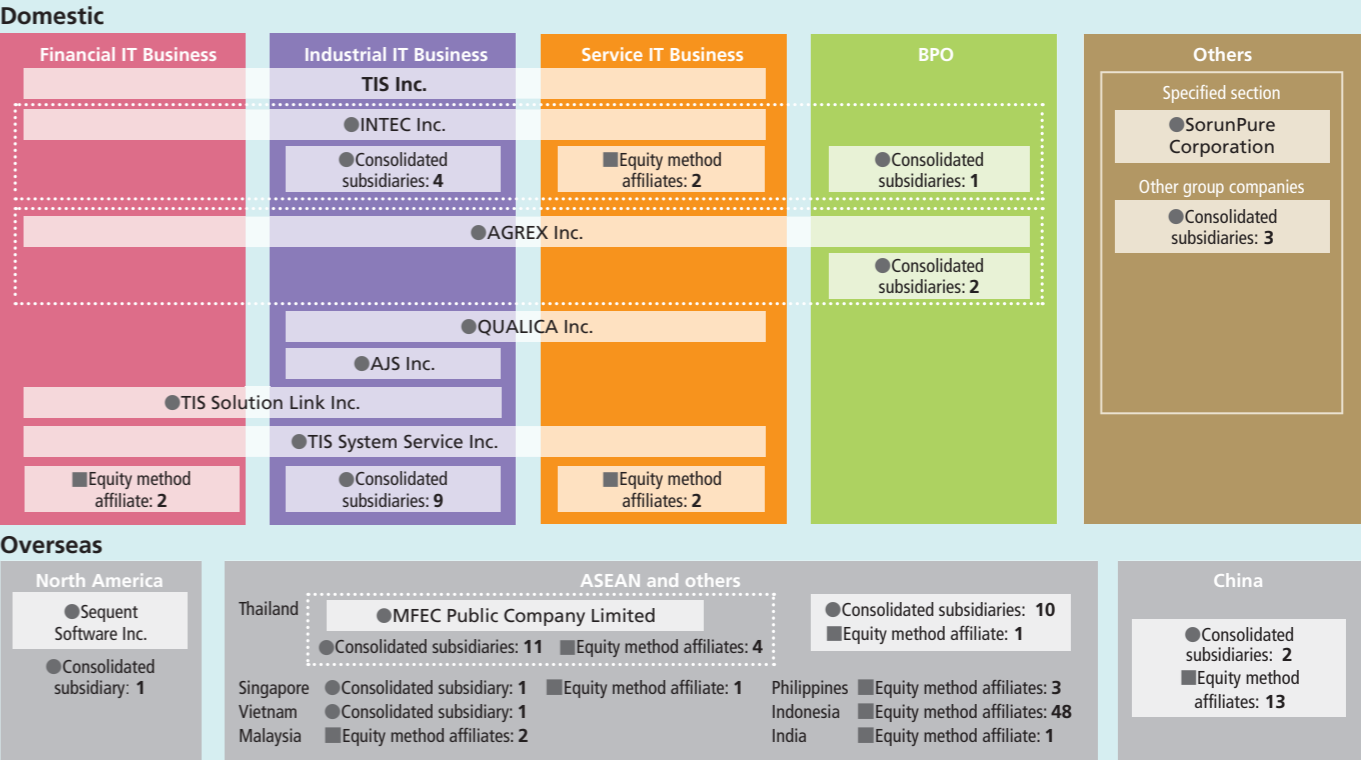 Domestic
Financial IT Business
Industrial IT Business
Service IT Business
BPO
Others
TIS Inc.
●INTEC Inc.
●Consolidated
subsidiaries: 4
■Equity method
affiliates: 2
●Consolidated
subsidiaries: 1
●AGREX Inc.
●Consolidated
subsidiaries: 2
●QUALICA Inc.
●AJS Inc.
●TIS Solution Link Inc.
●TIS System Service Inc.
■Equity method
affiliate: 2
●Consolidated
subsidiaries: 9
■Equity method
affiliates: 2
Specified section
●SorunPure
Corporation
Other group companies
●Consolidated
subsidiaries: 3
Overseas
North America
●Sequent
Software Inc.
●Consolidated
subsidiary: 1
ASEAN and others
Thailand
●MFEC Public Company Limited
●Consolidated subsidiaries: 11 ■Equity method affiliates: 4
●Consolidated subsidiaries: 10
■Equity method affiliate: 1
Singapore ●Consolidated subsidiary: 1 ■Equity method affiliate: 1
Vietnam ●Consolidated subsidiary: 1
Malaysia ■Equity method affiliates: 2
Philippines ■Equity method affiliates: 3
Indonesia ■Equity method affiliates: 48
India ■Equity method affiliate: 1
China
●Consolidated
subsidiaries: 2
■Equity method
affiliates: 13